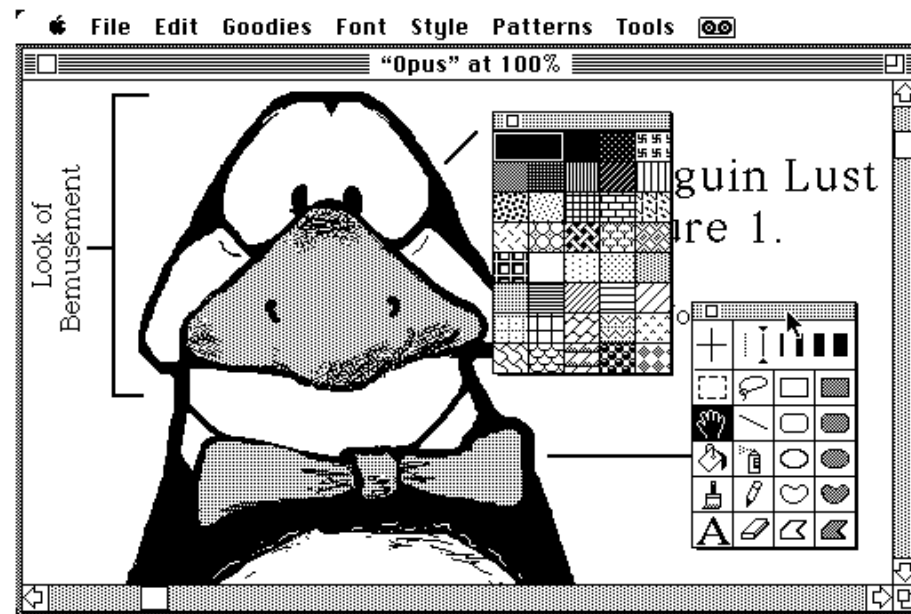 File Edit Goodies Font Style Patterns Tools
“Opus” at 100%
Look of
Bemusement
guin Lust
ure 1.
A